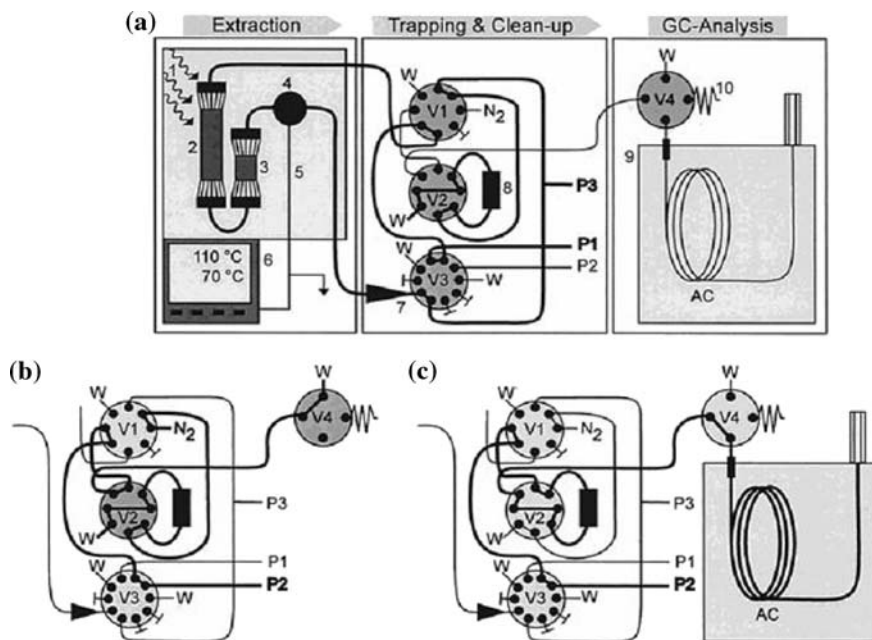 (a)
Extraction
Trapping & Clean-up
GC-Analysis
1
2
3
4
5
6
110 °C
70 °C
W
V1
N2
V2
8
W
P3
P1
P2
V3
W
7
W
V4
10
9
AC
(b)
W
V1
N2
V4
W
V2
W
P3
P1
W
P2
V3
W
(c)
W
V1
N2
W
V4
V2
W
P3
P1
W
P2
V3
W
AC